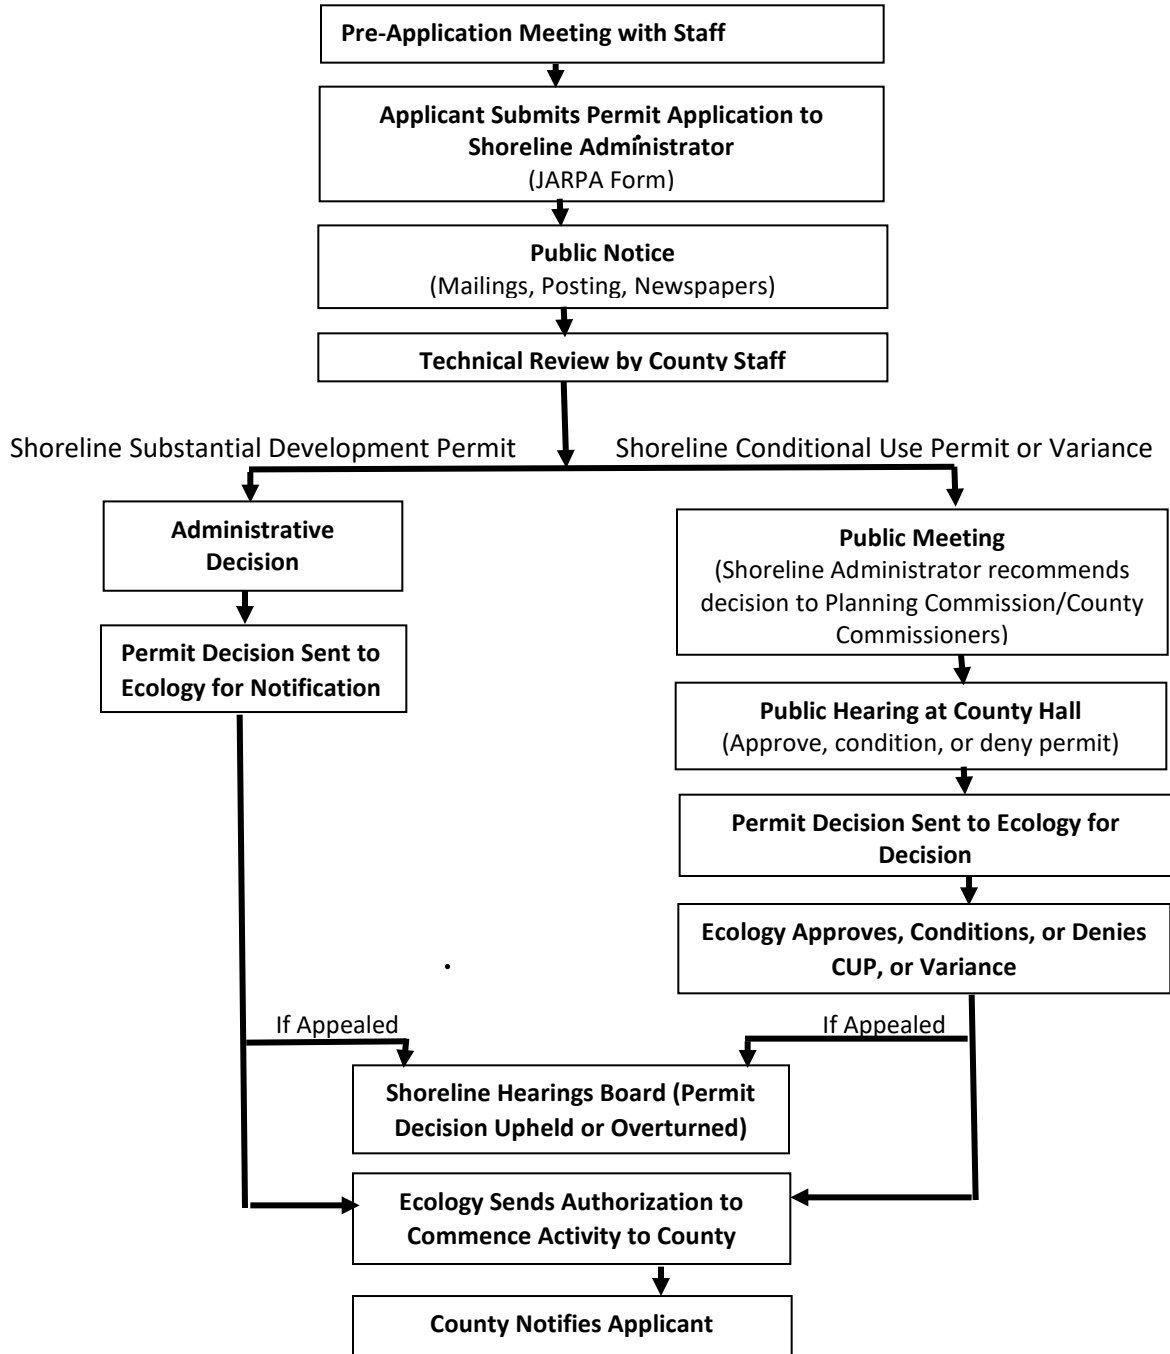 Pre-Application Meeting with Staff
Applicant Submits Permit Application to
Shoreline Administrator
(JARPA Form)
Public Notice
(Mailings, Posting, Newspapers)
Technical Review by County Staff
Shoreline Substantial Development Permit
Shoreline Conditional Use Permit or Variance
Administrative
Decision
Permit Decision Sent to
Ecology for Notification
Public Meeting
(Shoreline Administrator recommends
decision to Planning Commission/County
Commissioners)
Public Hearing at County Hall
(Approve, condition, or deny permit)
Permit Decision Sent to Ecology for
Decision
Ecology Approves, Conditions, or Denies
CUP, or Variance
If Appealed
If Appealed
Shoreline Hearings Board (Permit
Decision Upheld or Overturned)
Ecology Sends Authorization to
Commence Activity to County
County Notifies Applicant